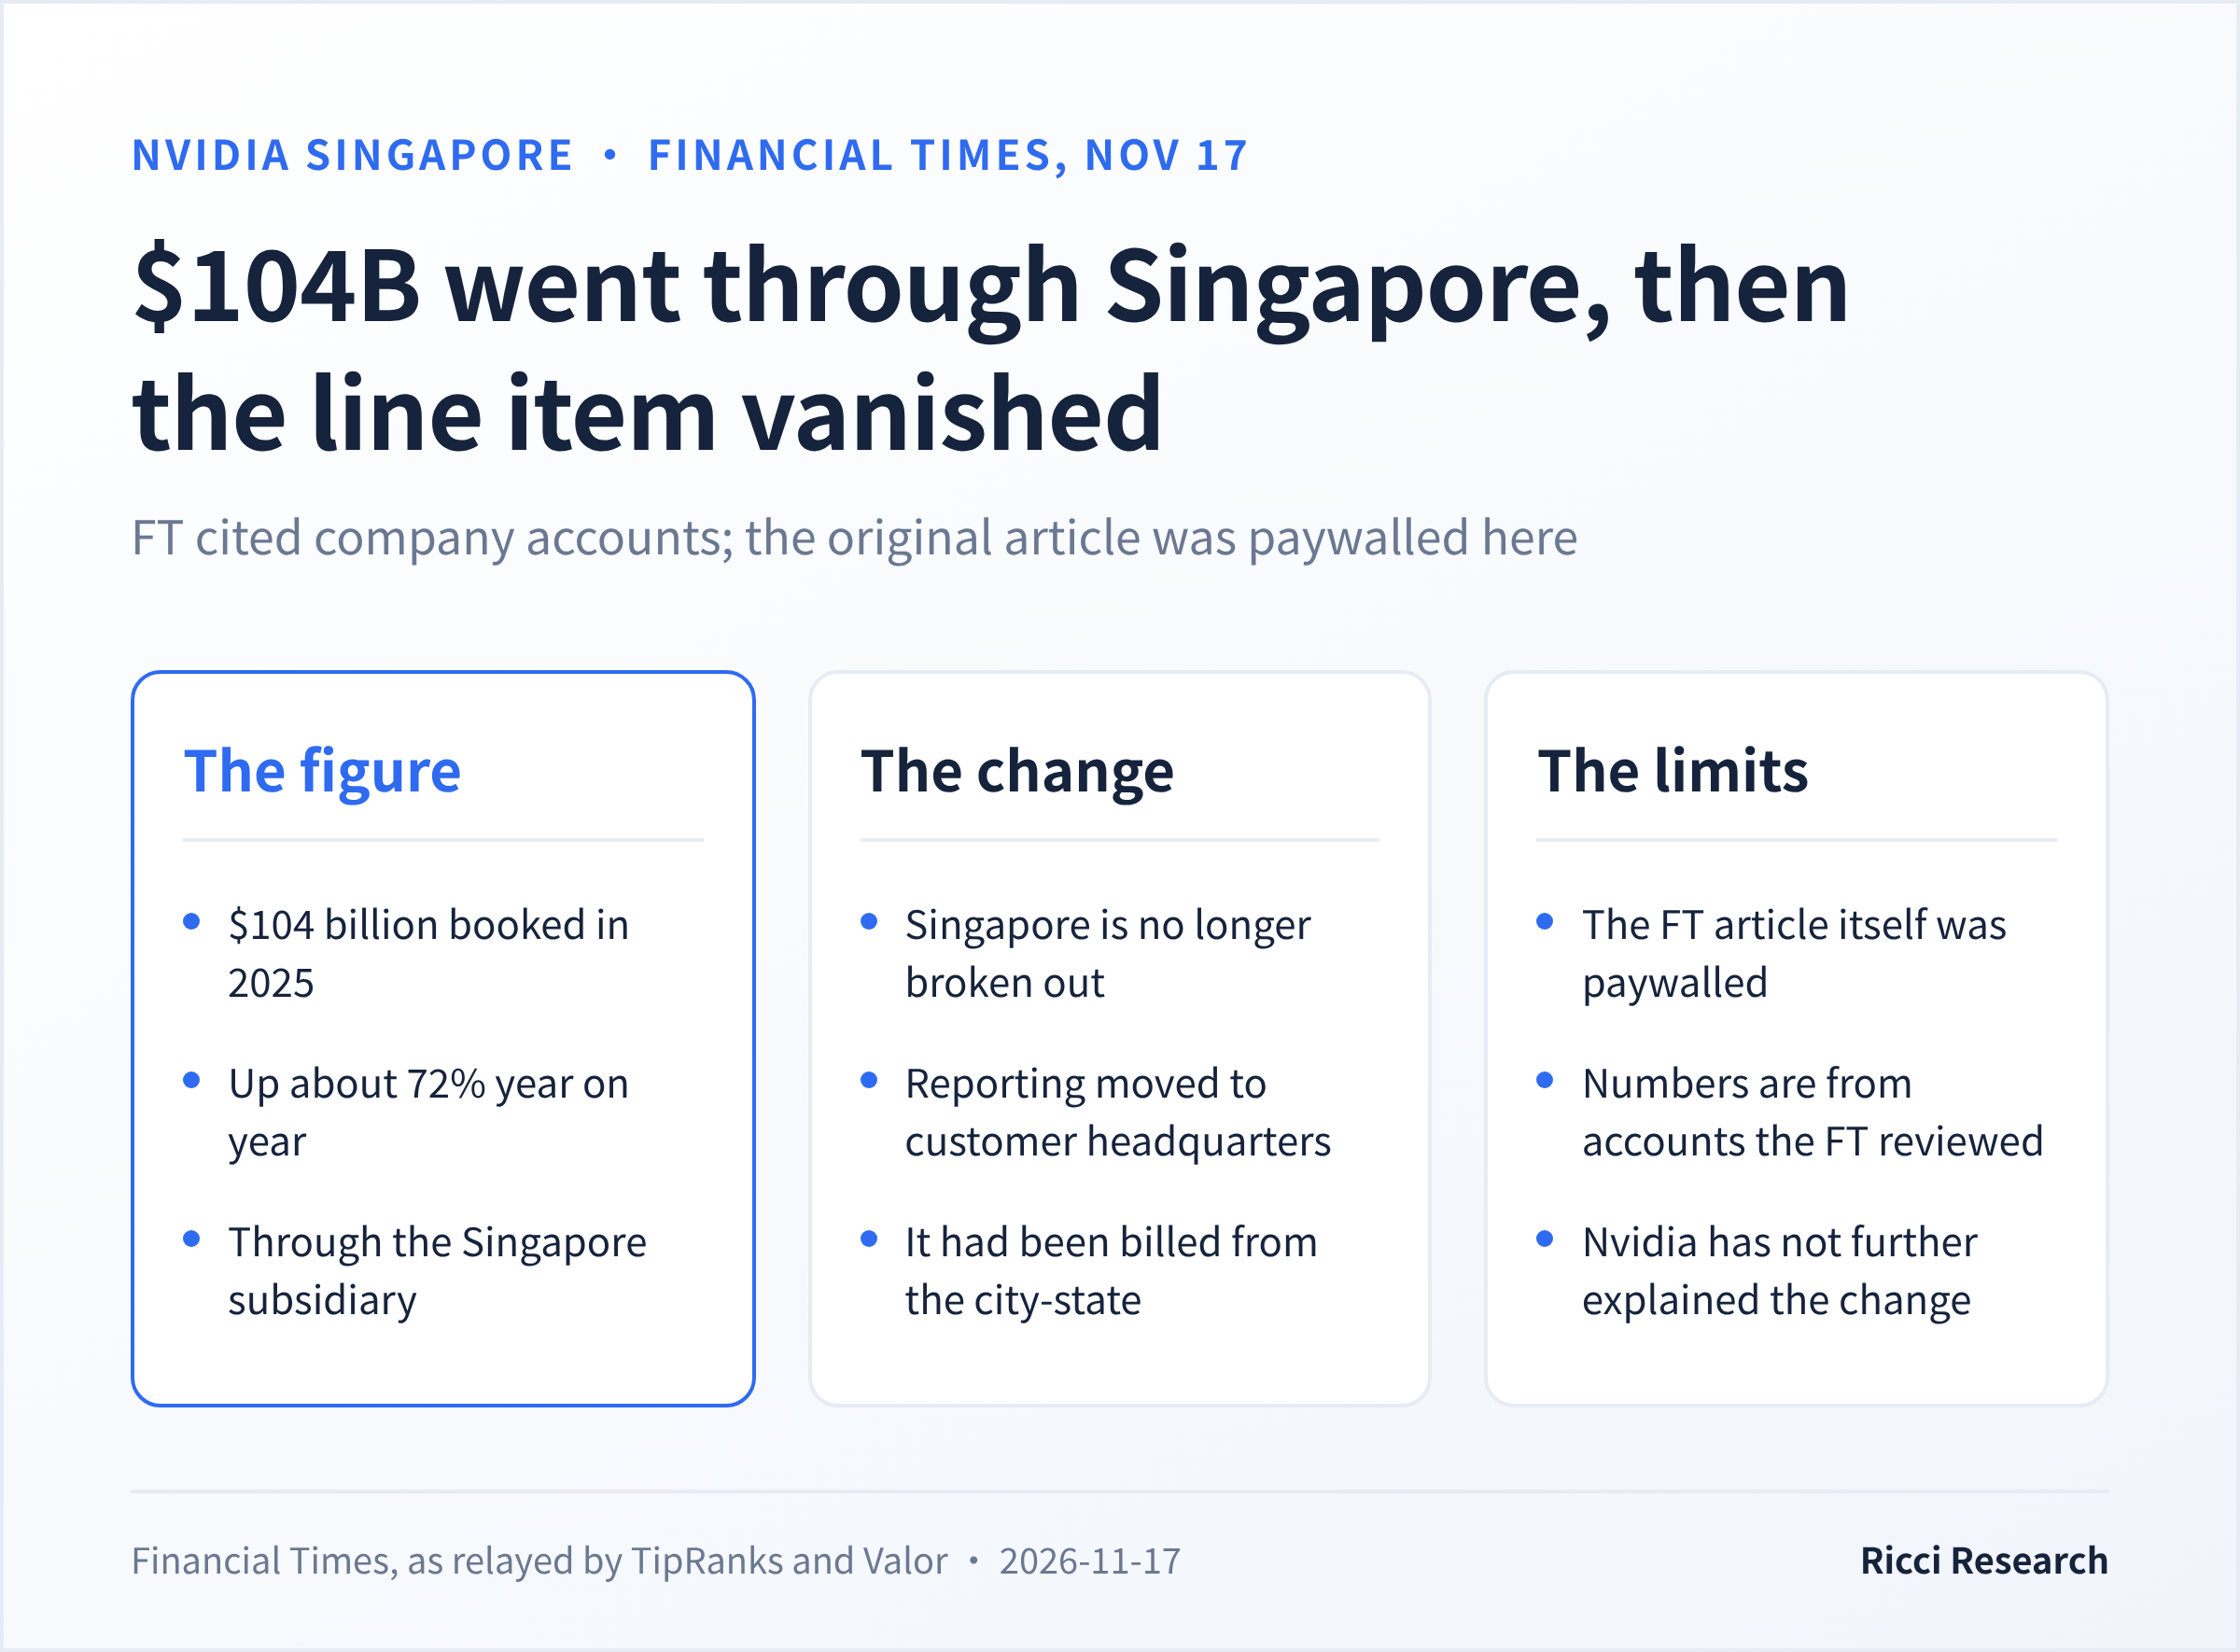 NVIDIA SINGAPORE • FINANCIAL TIMES, NOV 17
$104B went through Singapore, then
the line item vanished
FT cited company accounts; the original article was paywalled here
The figure
• $104 billion booked in
2025
• Up about 72% year on
year
• Through the Singapore
subsidiary
The change
• Singapore is no longer
broken out
• Reporting moved to
customer headquarters
• It had been billed from
the city-state
The limits
• The FT article itself was
paywalled
• Numbers are from
accounts the FT reviewed
• Nvidia has not further
explained the change
Financial Times, as relayed by TipRanks and Valor • 2026-11-17
Ricci Research